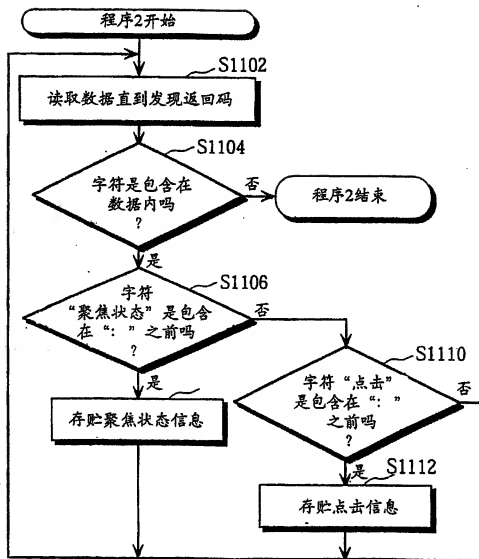 程序2开始
S1102
读取数据直到发现返回码
S1104
字符是包含在
数据内吗
?
否
程序2结束
是
S1106
字符
“聚焦状态”是包含
在“:”之前吗
?
否
S1110
字符“点击”
是包含在“:”
之前吗
?
否
是
存贮聚焦状态信息
是
S1112
存贮点击信息